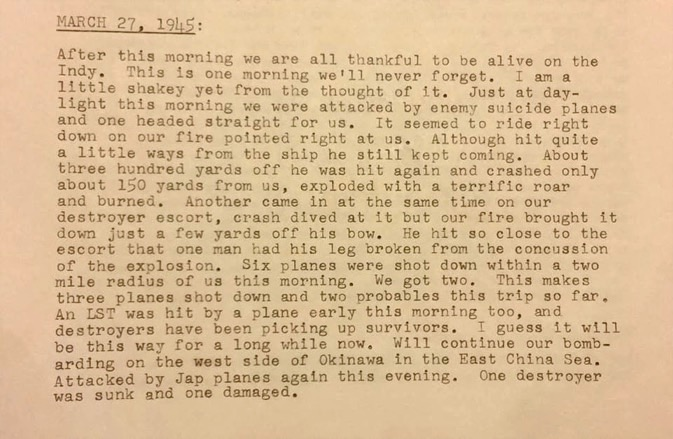 MARCH 27, 1945:
After this morning we are all thankful to be alive on the
Indy. This is one morning we'll never forget. I am a
little shakey yet from the thought of it. Just at day-
light this morning we were attacked by enemy suicide planes
and one headed straight for us. It seemed to ride right
down on our fire pointed right at us. Although hit quite
a little ways from the ship he still kept coming. About
three hundred yards off he was hit again and crashed only
about 150 yards from us, exploded with a terrific roar
and burned. Another came in at the same time on our
destroyer escort, crash dived at it but our fire brought it
down just a few yards off his bow. He hit so close to the
escort that one man had his leg broken from the concussion
of the explosion. Six planes were shot down within a two
mile radius of us this morning. We got two. This makes
three planes shot down and two probables this trip so far.
An LST was hit by a plane early this morning too, and
destroyers have been picking up survivors. I guess it will
be this way for a long while now. Will continue our bomb-
arding on the west side of Okinawa in the East China Sea.
Attacked by Jap planes again this evening. One destroyer
was sunk and one damaged.